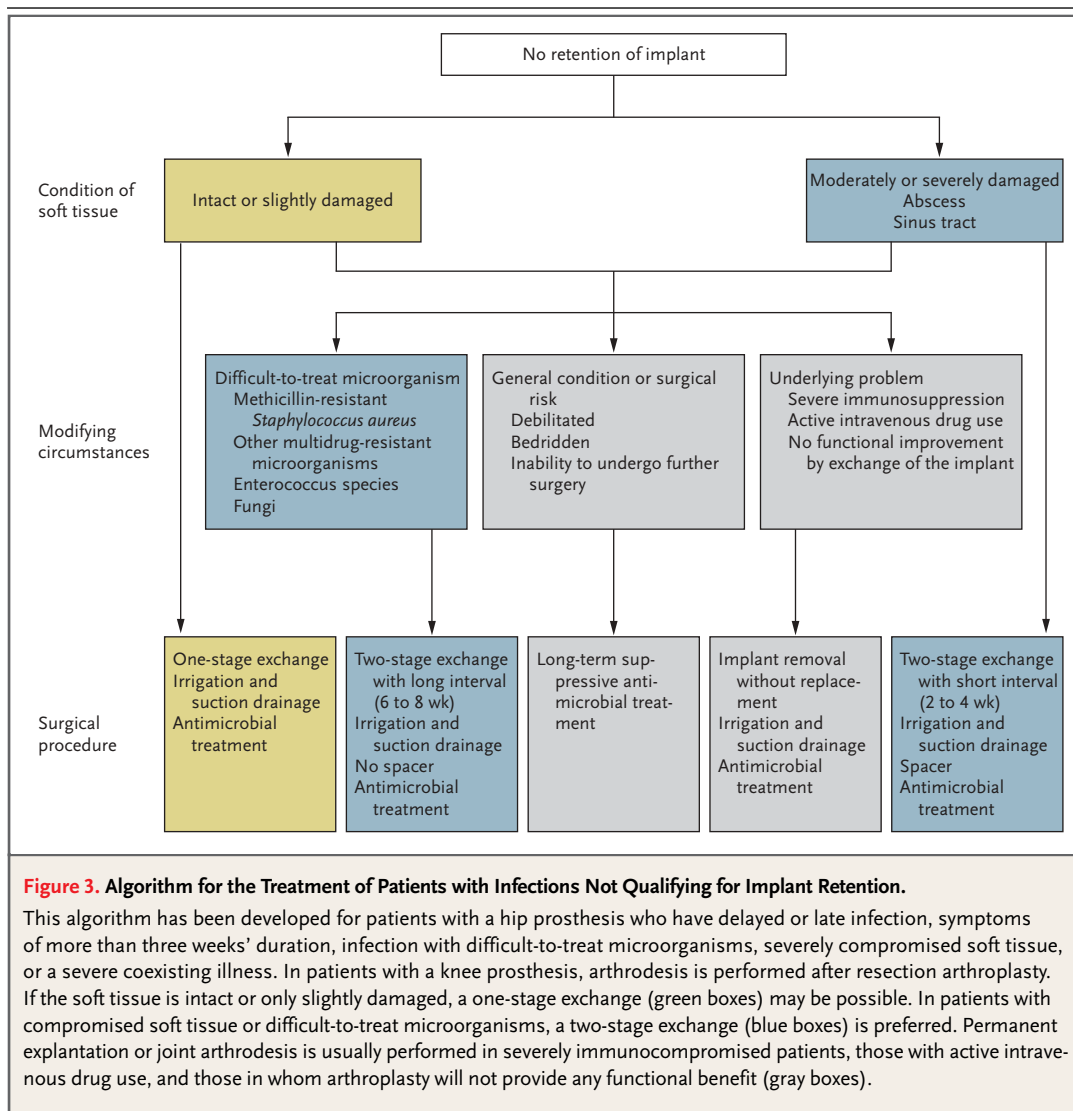 No retention of implant
Condition of
soft tissue
Intact or slightly damaged
Moderately or severely damaged
Abscess
Sinus tract
Modifying
circumstances
Difficult-to-treat microorganism
Methicillin-resistant
Staphylococcus aureus
Other multidrug-resistant
microorganisms
Enterococcus species
Fungi
General condition or surgical
risk
Debilitated
Bedridden
Inability to undergo further
surgery
Underlying problem
Severe immunosuppression
Active intravenous drug use
No functional improvement
by exchange of the implant
Surgical
procedure
One-stage exchange
Irrigation and
suction drainage
Antimicrobial
treatment
Two-stage exchange
with long interval
(6 to 8 wk)
Irrigation and
suction drainage
No spacer
Antimicrobial
treatment
Long-term sup-
pressive anti-
microbial treat-
ment
Implant removal
without replace-
ment
Irrigation and
suction drainage
Antimicrobial
treatment
Two-stage exchange
with short interval
(2 to 4 wk)
Irrigation and
suction drainage
Spacer
Antimicrobial
treatment
Figure 3. Algorithm for the Treatment of Patients with Infections Not Qualifying for Implant Retention.
This algorithm has been developed for patients with a hip prosthesis who have delayed or late infection, symptoms
of more than three weeks’ duration, infection with difficult-to-treat microorganisms, severely compromised soft tissue,
or a severe coexisting illness. In patients with a knee prosthesis, arthrodesis is performed after resection arthroplasty.
If the soft tissue is intact or only slightly damaged, a one-stage exchange (green boxes) may be possible. In patients with
compromised soft tissue or difficult-to-treat microorganisms, a two-stage exchange (blue boxes) is preferred. Permanent
explantation or joint arthrodesis is usually performed in severely immunocompromised patients, those with active intrave-
nous drug use, and those in whom arthroplasty will not provide any functional benefit (gray boxes).